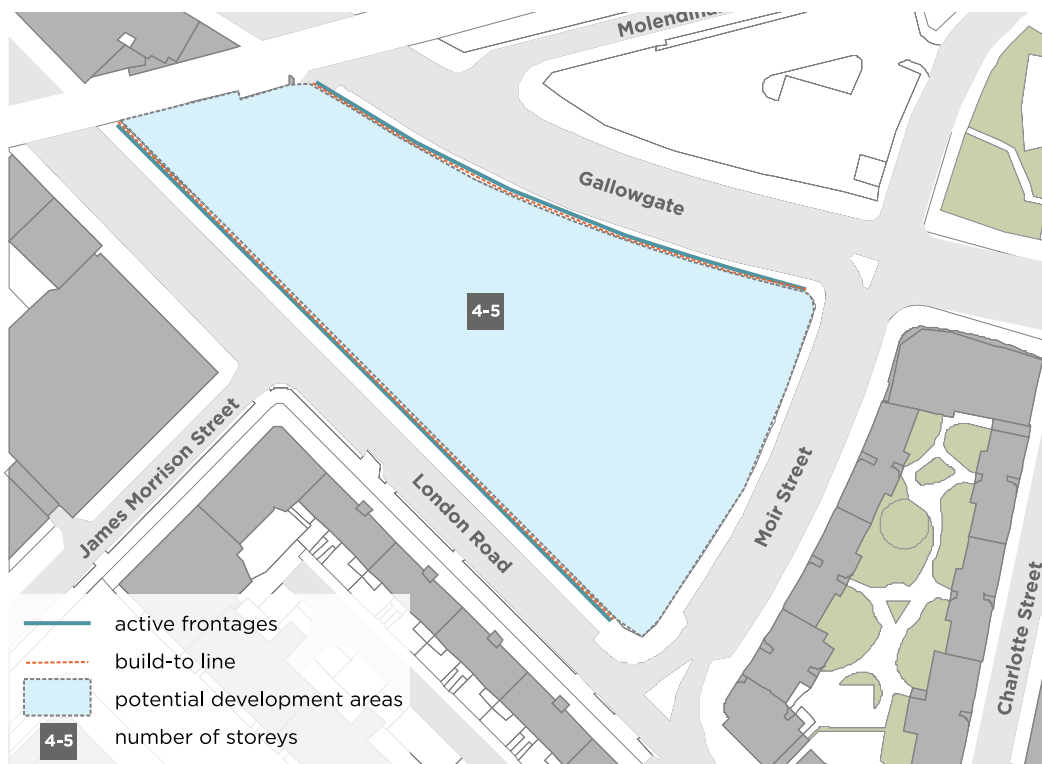 Gallowgate
4-5
James Morrison Street
London Road
Moir Street
Charlotte Street
active frontages
build-to line
potential development areas
4-5 number of storeys